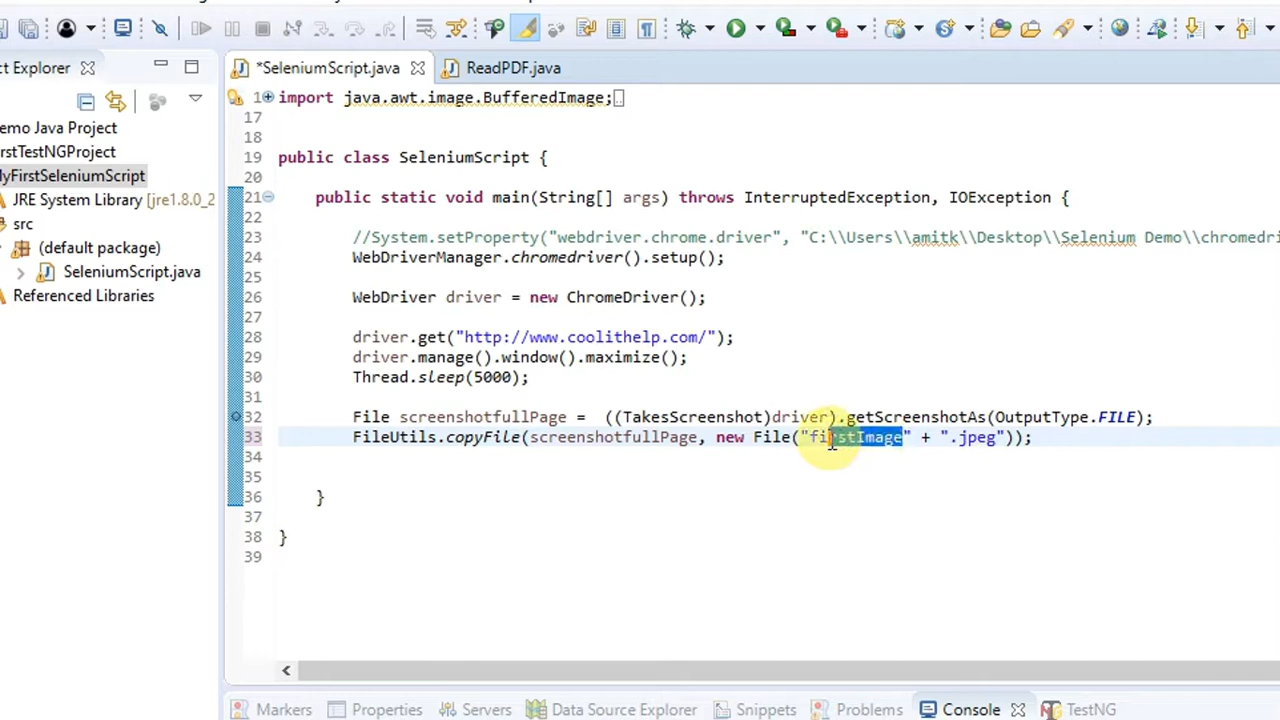 ct Explorer
*SeleniumScript.java
ReadPDF.java
emo Java Project
rstTestNGProject
MyFirstSeleniumScript
JRE System Library [jre1.8.0_2
src
(default package)
SeleniumScript.java
Referenced Libraries
1 import java.awt.image.BufferedImage;
17
18
19 public class SeleniumScript {
20
21 public static void main(String[] args) throws InterruptedException, IOException {
22
23 //System.setProperty("webdriver.chrome.driver", "C:\\Users\\amitk\\Desktop\\Selenium Demo\\chromedri
24 WebDriverManager.chromedriver().setup();
25
26 WebDriver driver = new ChromeDriver();
27
28 driver.get("http://www.coolithelp.com/");
29 driver.manage().window().maximize();
30 Thread.sleep(5000);
31
32 File screenshotfullPage = ((TakesScreenshot)driver).getScreenshotAs(OutputType.FILE);
33 FileUtils.copyFile(screenshotfullPage, new File("firstImage" + ".jpeg"));
34
35
36 }
37
38 }
39
Markers
Properties
Servers
Data Source Explorer
Snippets
Problems
Console
TestNG